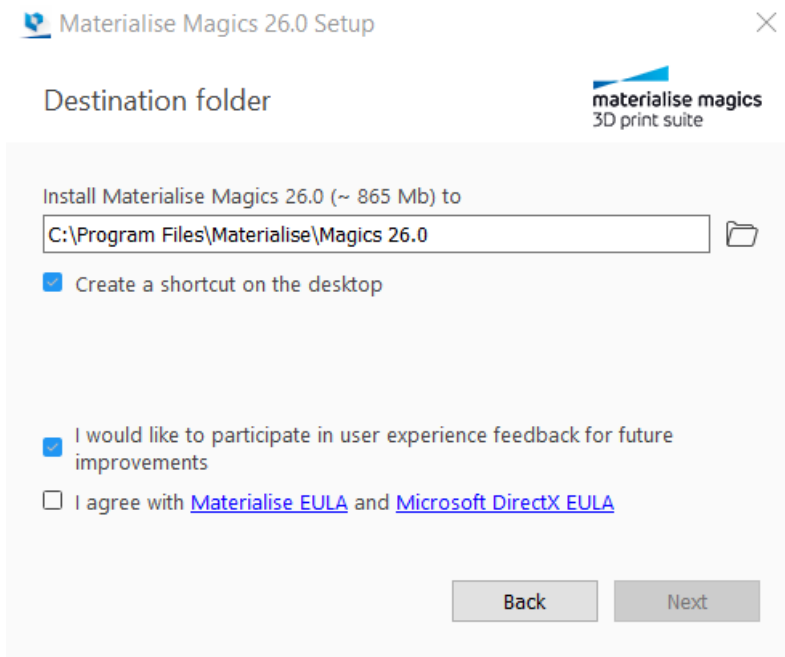 Materialise Magics 26.0 Setup
Destination folder
materialise magics
3D print suite
Install Materialise Magics 26.0 (~ 865 Mb) to
C:\Program Files\Materialise\Magics 26.0
Create a shortcut on the desktop
I would like to participate in user experience feedback for future
improvements
I agree with Materialise EULA and Microsoft DirectX EULA
Back Next